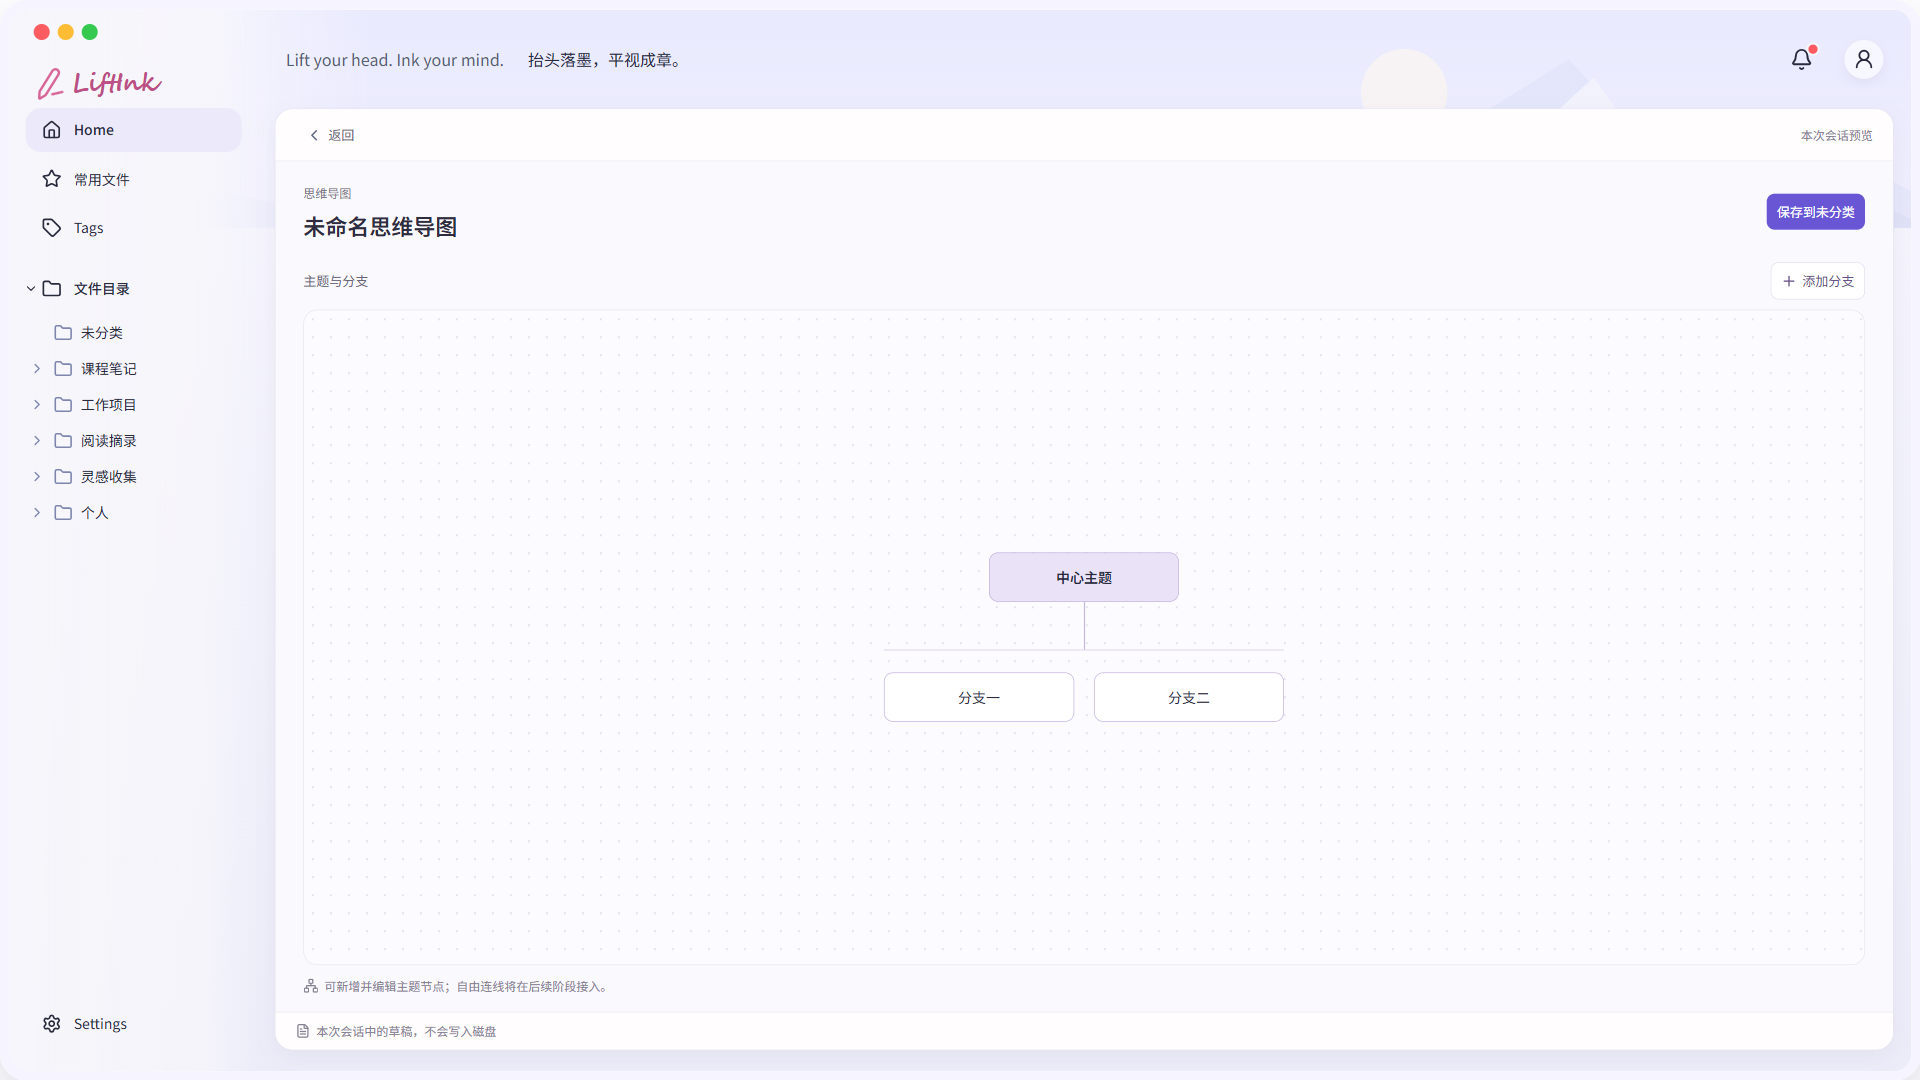 LiftInk
Home
常用文件
Tags
文件目录
未分类
课程笔记
工作项目
阅读摘录
灵感收集
个人
Settings
Lift your head. Ink your mind. 抬头落墨，平视成章。
返回
本次会话预览
思维导图
未命名思维导图
保存到未分类
主题与分支
添加分支
中心主题
分支一
分支二
可新增并编辑主题节点；自由连线将在后续阶段接入。
本次会话中的草稿，不会写入磁盘